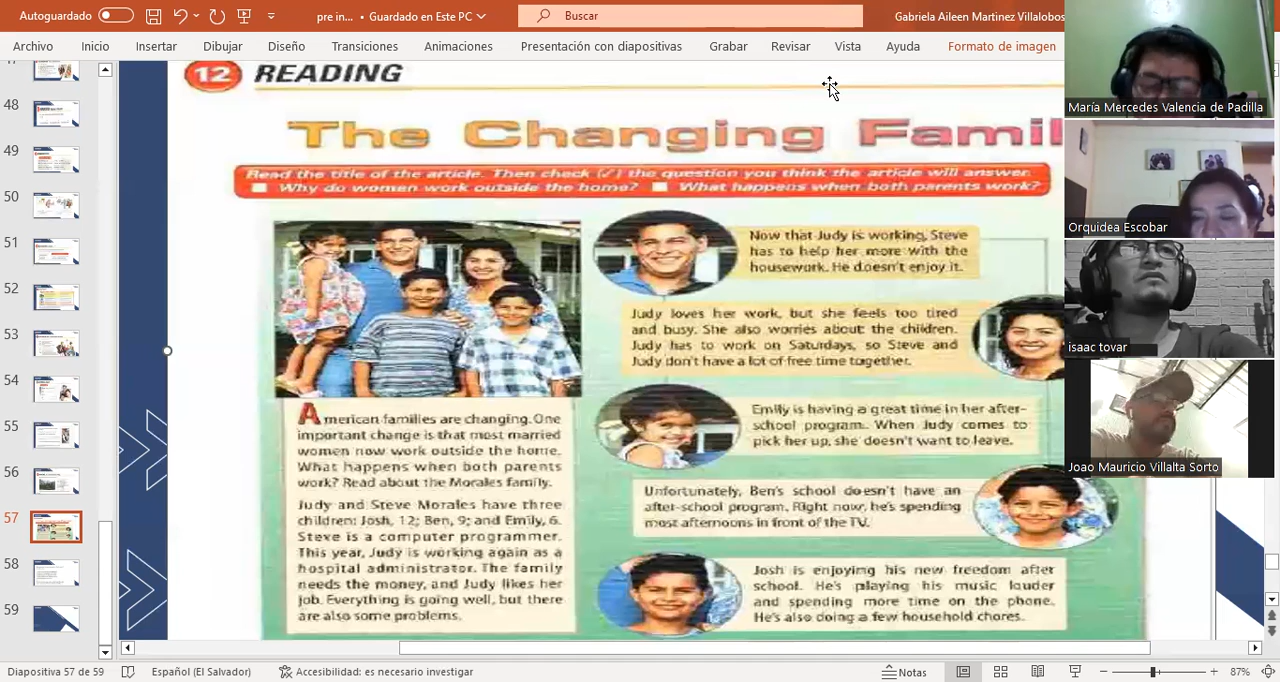 Autoguardado
pre in... • Guardado en Este PC
Buscar
Gabriela Aileen Martinez Villalobos
Archivo Inicio Insertar Dibujar Diseño Transiciones Animaciones Presentación con diapositivas Grabar Revisar Vista Ayuda Formato de imagen
48
49
50
51
52
53
54
55
56
57
58
59
12 READING
The Changing Famil
Read the title of the article. Then check (✓) the question you think the article will answer.
Why do women work outside the home? What happens when both parents work?
American families are changing. One
important change is that most married
women now work outside the home.
What happens when both parents
work? Read about the Morales family.
Judy and Steve Morales have three
children: Josh, 12; Ben, 9; and Emily, 6.
Steve is a computer programmer.
This year, Judy is working again as a
hospital administrator. The family
needs the money, and Judy likes her
job. Everything is going well, but there
are also some problems.
Now that Judy is working, Steve
has to help her more with the
housework. He doesn't enjoy it.
Judy loves her work, but she feels too tired
and busy. She also worries about the children.
Judy has to work on Saturdays, so Steve and
Judy don't have a lot of free time together.
Emily is having a great time in her after-
school program. When Judy comes to
pick her up, she doesn't want to leave.
Unfortunately, Ben's school doesn't have an
after-school program. Right now, he's spending
most afternoons in front of the TV.
Josh is enjoying his new freedom after
school. He's playing his music louder
and spending more time on the phone.
He's also doing a few household chores.
María Mercedes Valencia de Padilla
Orquidea Escobar
isaac tovar
Joao Mauricio Villalta Sorto
Diapositiva 57 de 59
Español (El Salvador)
Accesibilidad: es necesario investigar
Notas
87%